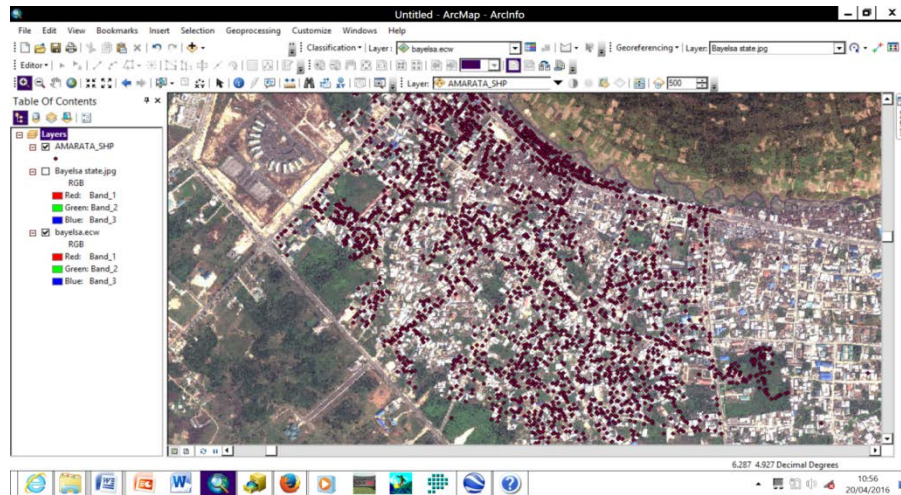 Untitled - ArcMap - ArcInfo
File Edit View Bookmarks Insert Selection Geoprocessing Customize Windows Help
Classification Layer: bayelsa.ecw Georeferencing Layer: Bayelsa state.jpg
Editor
Layer: AMARATA_SHP 500
Table Of Contents
Layers
AMARATA_SHP
Bayelsa state.jpg
RGB
Red: Band_1
Green: Band_2
Blue: Band_3
bayelsa.ecw
RGB
Red: Band_1
Green: Band_2
Blue: Band_3
6.287 4.927 Decimal Degrees
10:56
20/04/2016